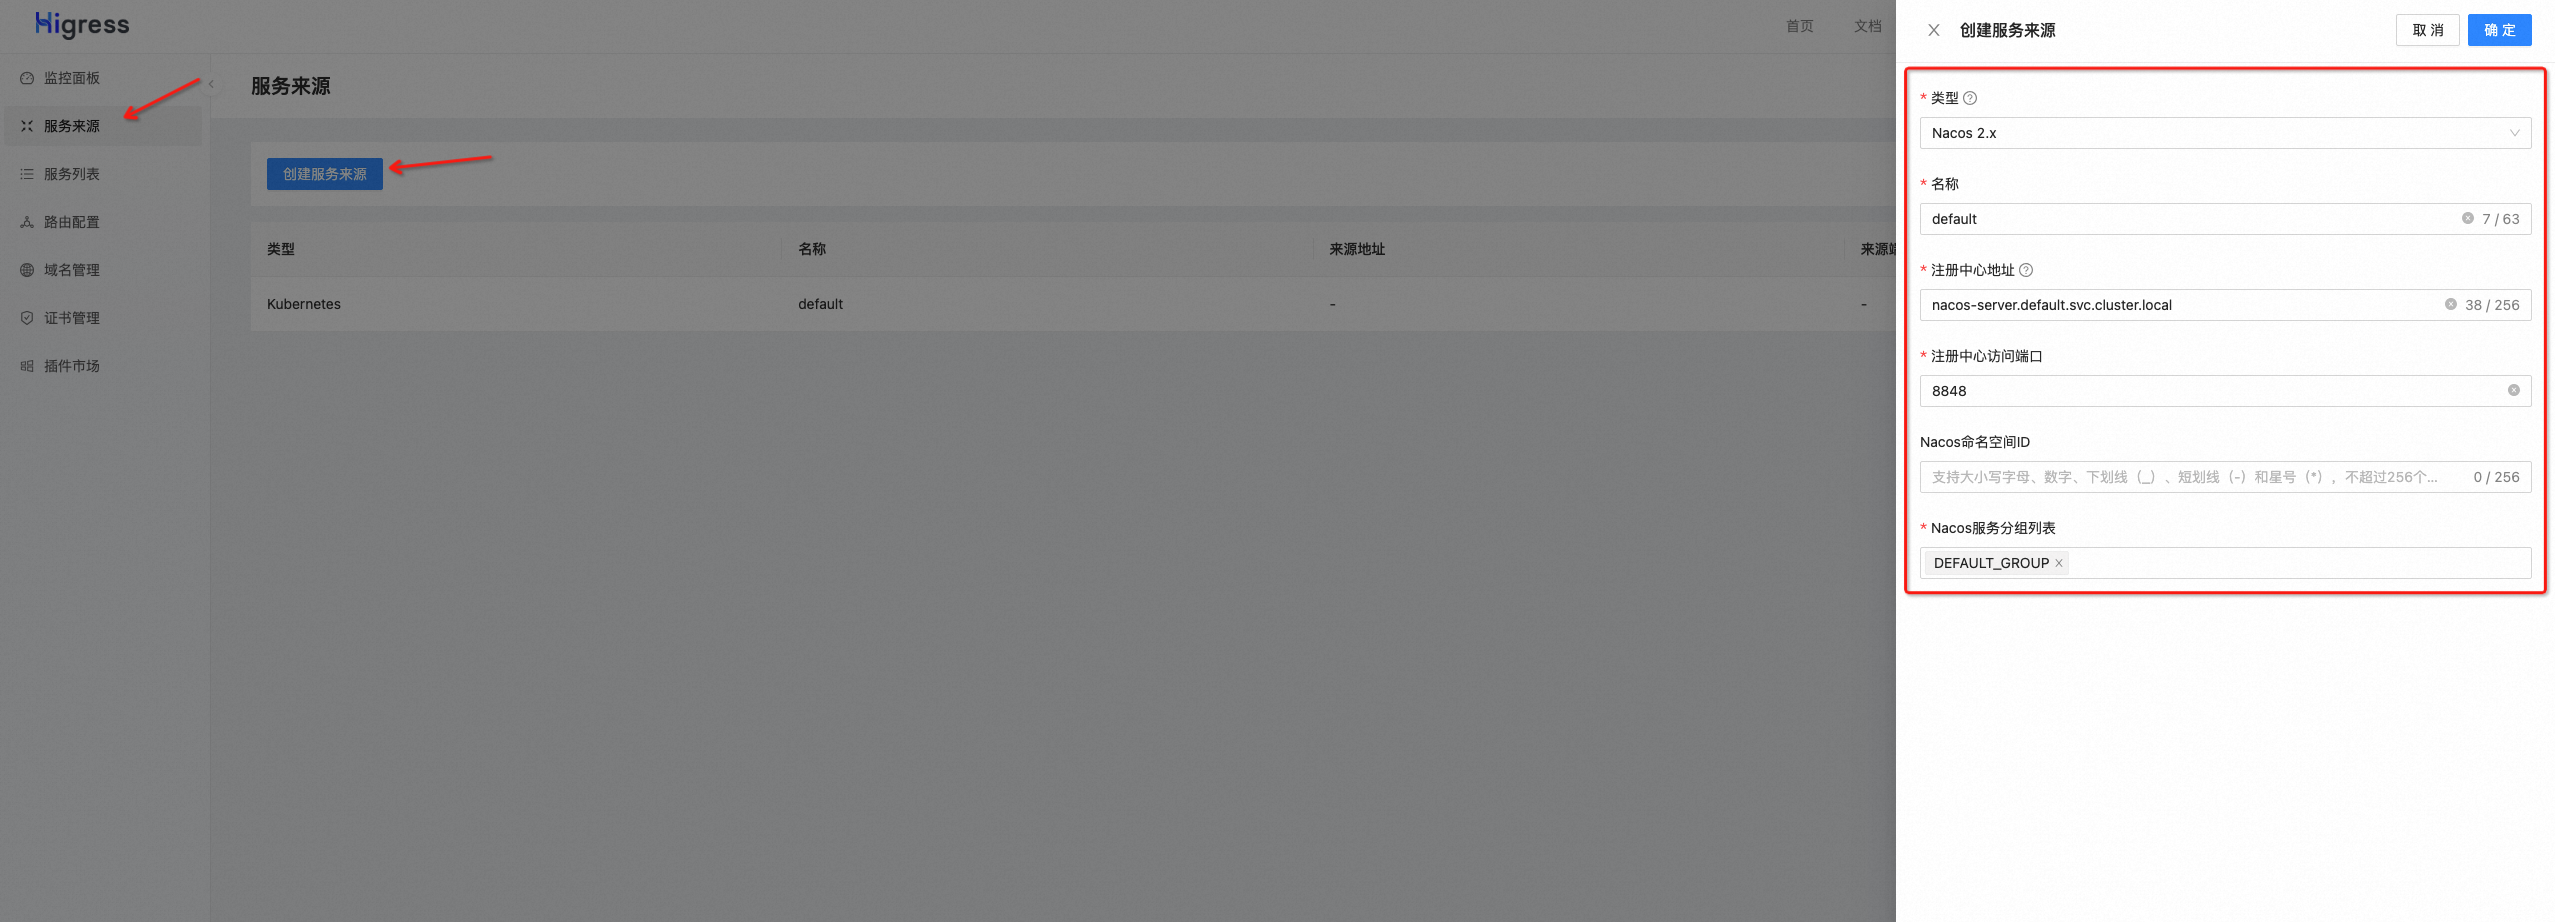 Higress
首页
文档
监控面板
服务来源
服务列表
路由配置
域名管理
证书管理
插件市场
服务来源
创建服务来源
类型 名称 来源地址
Kubernetes default - -
创建服务来源
取 消
确 定
* 类型
Nacos 2.x
* 名称
default 7 / 63
* 注册中心地址
nacos-server.default.svc.cluster.local 38 / 256
* 注册中心访问端口
8848
Nacos命名空间ID
支持大小写字母、数字、下划线（_）、短划线（-）和星号（*），不超过256个... 0 / 256
* Nacos服务分组列表
DEFAULT_GROUP